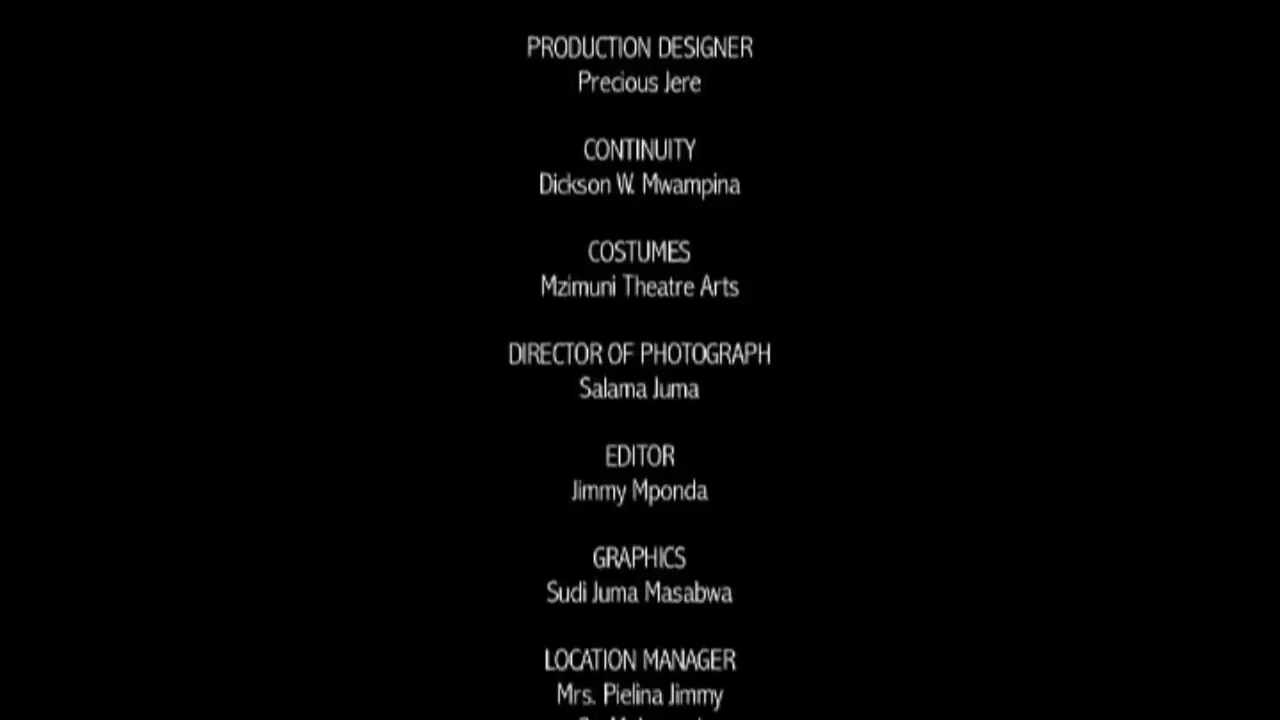 PRODUCTION DESIGNER
Precious Jere
CONTINUITY
Dickson W. Mwampina
COSTUMES
Mzimuni Theatre Arts
DIRECTOR OF PHOTOGRAPH
Salama Juma
EDITOR
Jimmy Mponda
GRAPHICS
Sudi Juma Masabwa
LOCATION MANAGER
Mrs. Pielina Jimmy